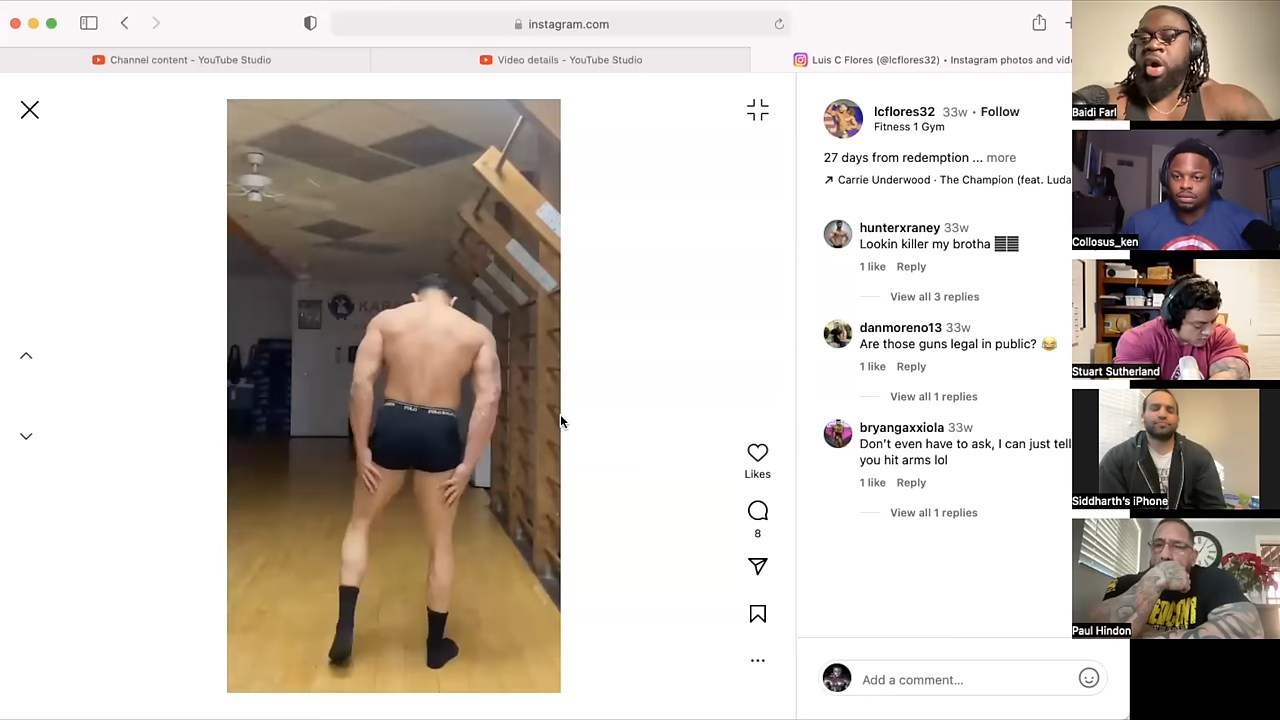 instagram.com
Channel content - YouTube Studio
Video details - YouTube Studio
Luis C Flores (@lcflores32) • Instagram photos and vide
lcflores32 33w • Follow
Fitness 1 Gym
27 days from redemption ... more
Carrie Underwood · The Champion (feat. Luda
hunterxraney 33w
Lookin killer my brotha
1 like Reply
View all 3 replies
danmoreno13 33w
Are those guns legal in public? 😂
1 like Reply
View all 1 replies
bryangaxxiola 33w
Don't even have to ask, I can just tell
you hit arms lol
1 like Reply
View all 1 replies
Likes
8
Add a comment...
KARA
POLO
Baidi Farl
Collosus_ken
Stuart Sutherland
Siddharth's iPhone
Paul Hindon
REDCON1